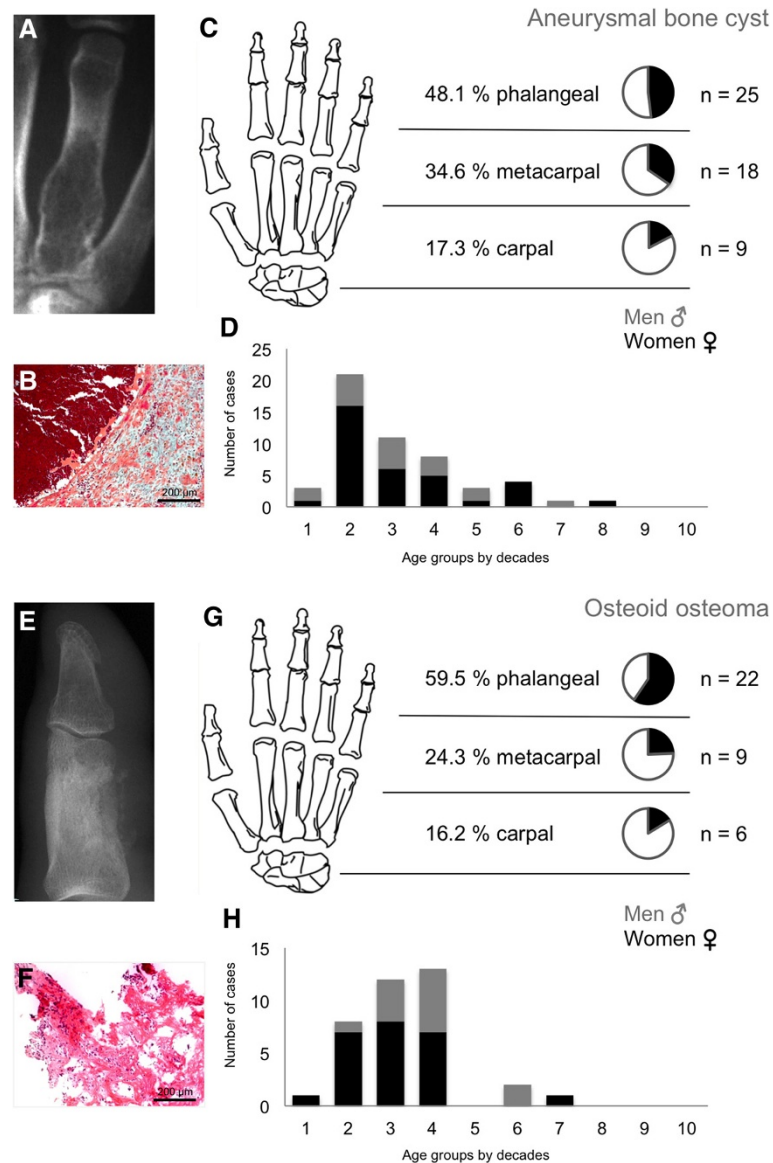 A
C
Aneurysmal bone cyst
48.1 % phalangeal
n = 25
34.6 % metacarpal
n = 18
17.3 % carpal
n = 9
Men ♂
Women ♀
B
200 µm
D
Number of cases
25
20
15
10
5
0
1 2 3 4 5 6 7 8 9 10
Age groups by decades
E
G
Osteoid osteoma
59.5 % phalangeal
n = 22
24.3 % metacarpal
n = 9
16.2 % carpal
n = 6
Men ♂
Women ♀
F
200 µm
H
Number of cases
15
10
5
0
1 2 3 4 5 6 7 8 9 10
Age groups by decades